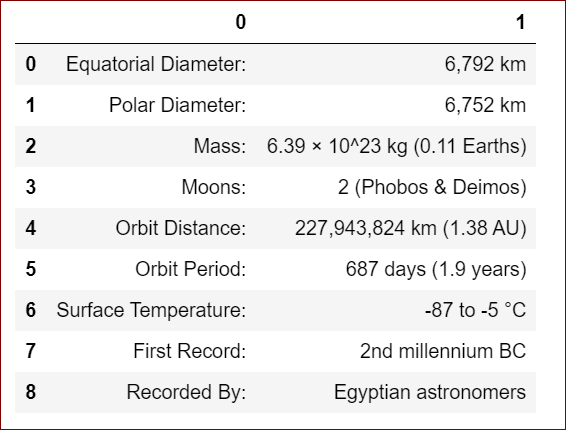 0 1
0 Equatorial Diameter: 6,792 km
1 Polar Diameter: 6,752 km
2 Mass: 6.39 × 10^23 kg (0.11 Earths)
3 Moons: 2 (Phobos & Deimos)
4 Orbit Distance: 227,943,824 km (1.38 AU)
5 Orbit Period: 687 days (1.9 years)
6 Surface Temperature: -87 to -5 °C
7 First Record: 2nd millennium BC
8 Recorded By: Egyptian astronomers